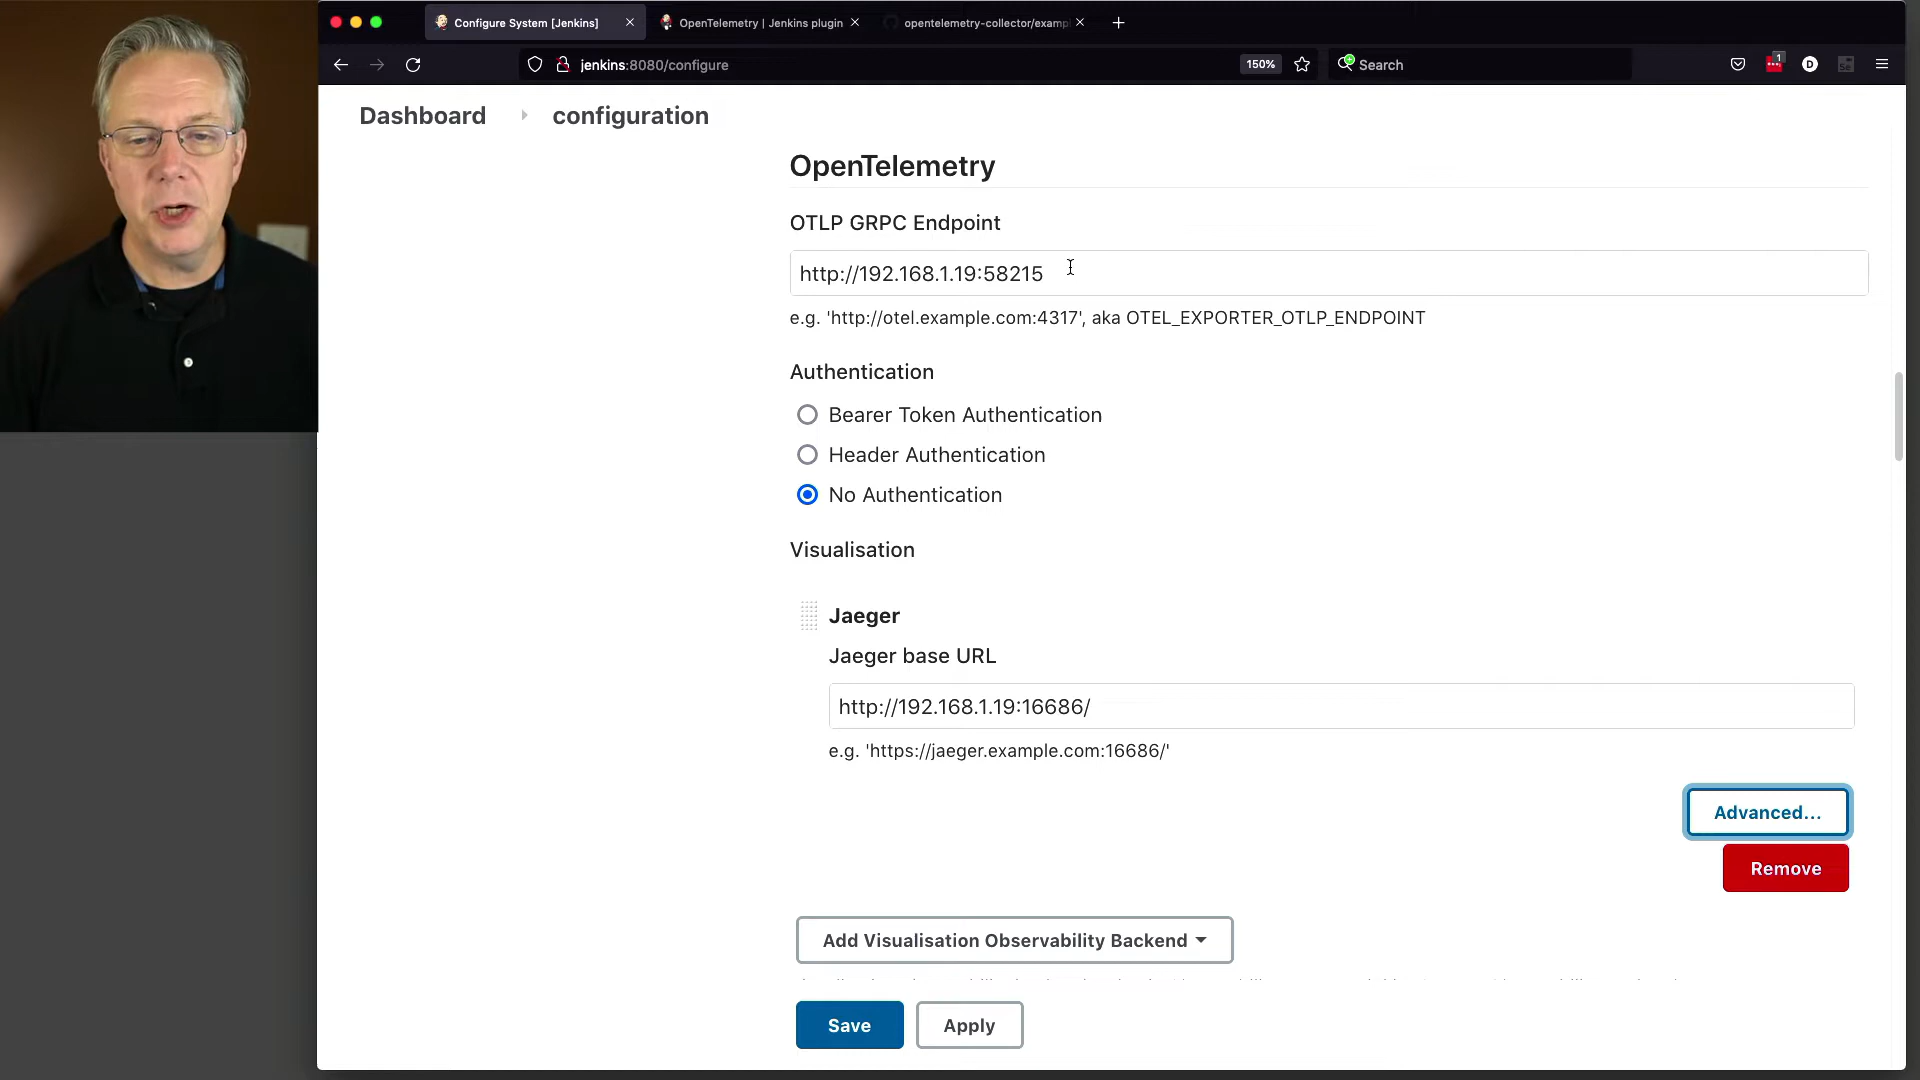 Configure System [Jenkins]
OpenTelemetry | Jenkins plugin
opentelemetry-collector/examp
jenkins:8080/configure
150%
Search
1
D
Dashboard
configuration
OpenTelemetry
OTLP GRPC Endpoint
http://192.168.1.19:58215
e.g. 'http://otel.example.com:4317', aka OTEL_EXPORTER_OTLP_ENDPOINT
Authentication
Bearer Token Authentication
Header Authentication
No Authentication
Visualisation
Jaeger
Jaeger base URL
http://192.168.1.19:16686/
e.g. 'https://jaeger.example.com:16686/'
Advanced...
Remove
Add Visualisation Observability Backend
Save
Apply